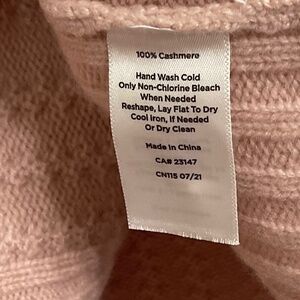 100% Cashmere
Hand Wash Cold
Only Non-Chlorine Bleach
When Needed
Reshape, Lay Flat To Dry
Cool Iron, If Needed
Or Dry Clean
Made in China
CA# 23147
CN115 07/21